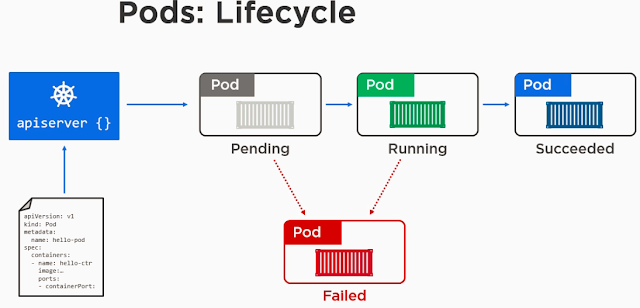 Pods: Lifecycle
apiserver {}
Pod
Pending
Pod
Running
Pod
Succeeded
apiVersion: v1
kind: Pod
metadata:
  name: hello-pod
spec:
  containers:
  - name: hello-ctr
    image:…
    ports:
    - containerPort:
Pod
Failed